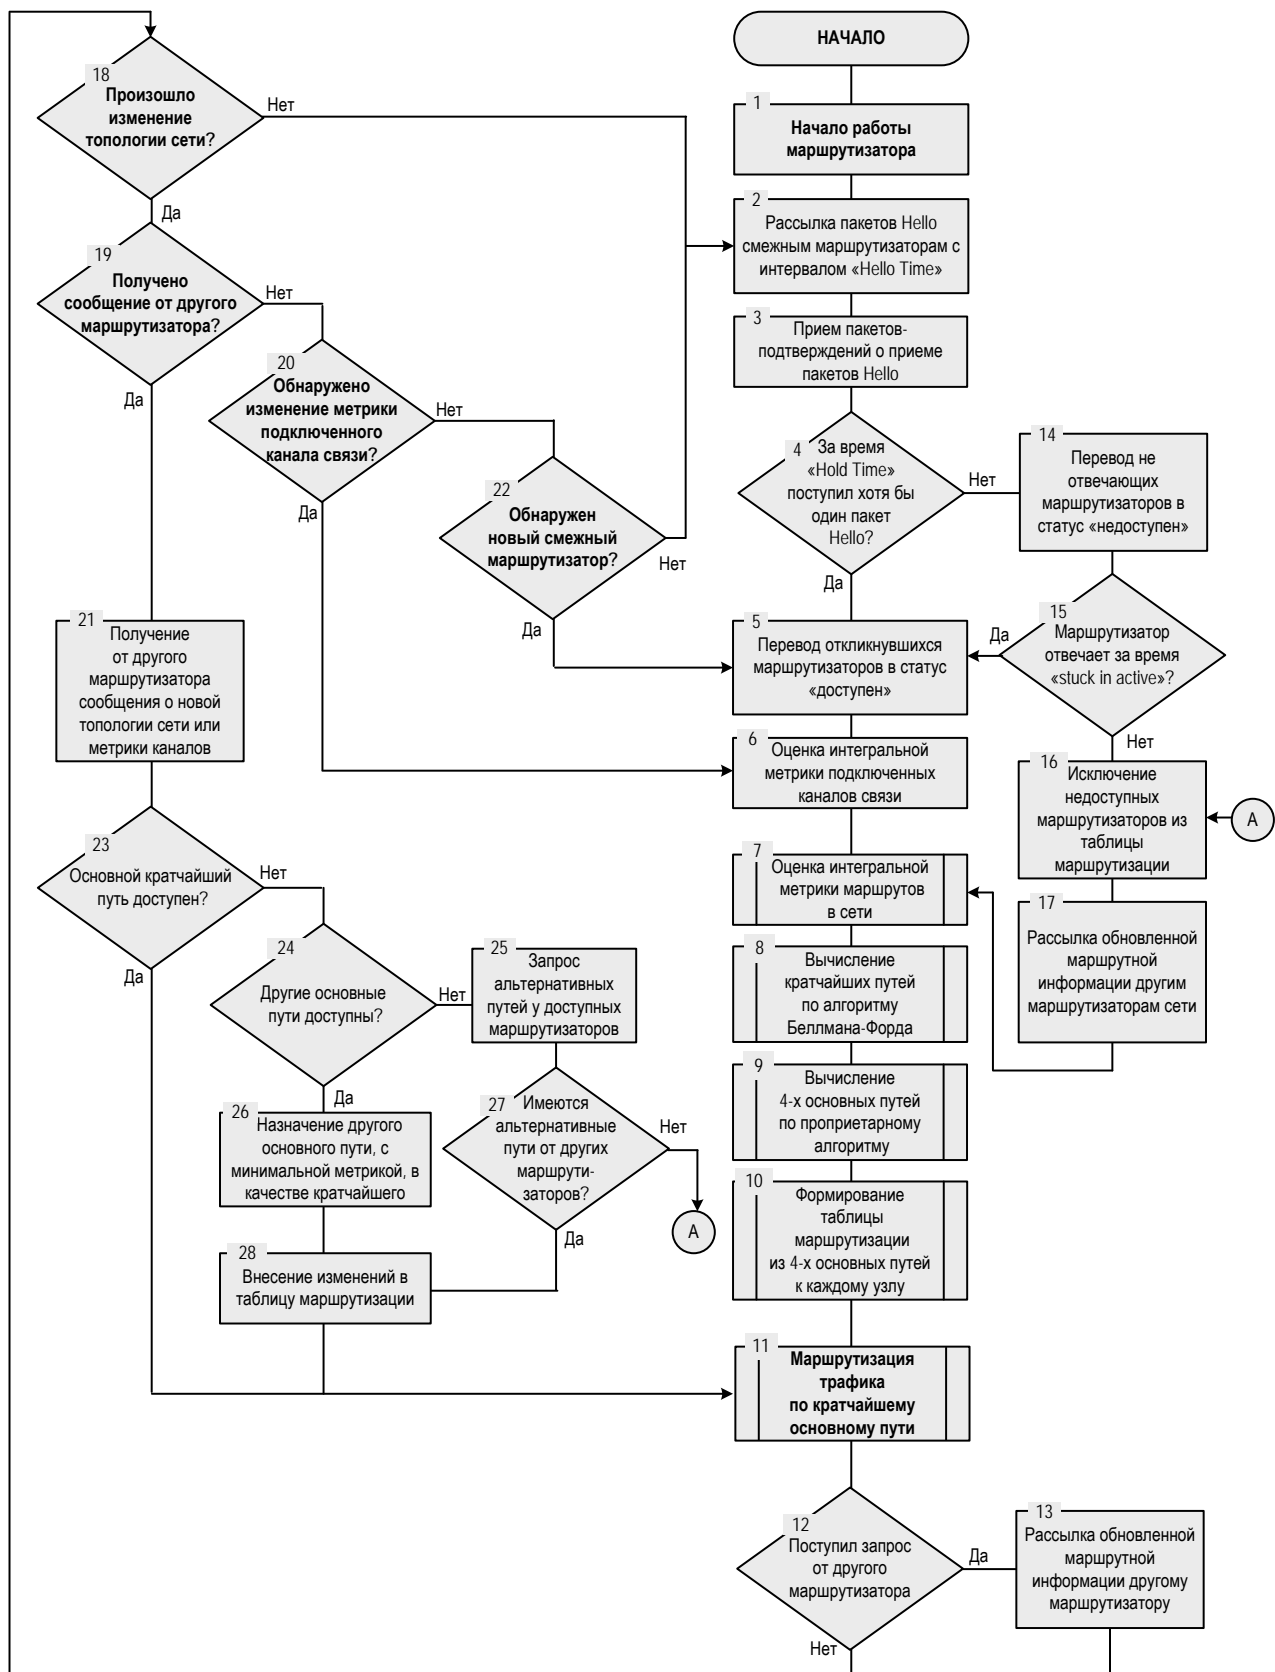 НАЧАЛО
1
Начало работы
маршрутизатора
2
Рассылка пакетов Hello
смежным маршрутизаторам с
интервалом «Hello Time»
3
Прием пакетов-
подтверждений о приеме
пакетов Hello
4
За время
«Hold Time»
поступил хотя бы
один пакет
Hello?
Нет
Да
14
Перевод не
отвечающих
маршрутизаторов в
статус «недоступен»
15
Маршрутизатор
отвечает за время
«stuck in active»?
Да
Нет
5
Перевод откликнувшихся
маршрутизаторов в статус
«доступен»
6
Оценка интегральной
метрики подключенных
каналов связи
16
Исключение
недоступных
маршрутизаторов из
таблицы
маршрутизации
А
7
Оценка интегральной
метрики маршрутов
в сети
17
Рассылка обновленной
маршрутной
информации другим
маршрутизаторам сети
8
Вычисление
кратчайших путей
по алгоритму
Беллмана-Форда
9
Вычисление
4-х основных путей
по проприетарному
алгоритму
10
Формирование
таблицы
маршрутизации
из 4-х основных путей
к каждому узлу
11
Маршрутизация
трафика
по кратчайшему
основному пути
12
Поступил запрос
от другого
маршрутизатора
Да
Нет
13
Рассылка обновленной
маршрутной
информации другому
маршрутизатору
18
Произошло
изменение
топологии сети?
Нет
Да
19
Получено
сообщение от другого
маршрутизатора?
Нет
Да
20
Обнаружено
изменение метрики
подключенного
канала связи?
Нет
Да
22
Обнаружен
новый смежный
маршрутизатор?
Нет
Да
21
Получение
от другого
маршрутизатора
сообщения о новой
топологии сети или
метрики каналов
23
Основной кратчайший
путь доступен?
Нет
Да
24
Другие основные
пути доступны?
Нет
Да
25
Запрос
альтернативных
путей у доступных
маршрутизаторов
26
Назначение другого
основного пути, с
минимальной метрикой, в
качестве кратчайшего
27
Имеются
альтернативные
пути от других
маршрути-
заторов?
Нет
Да
А
28
Внесение изменений в
таблицу маршрутизации